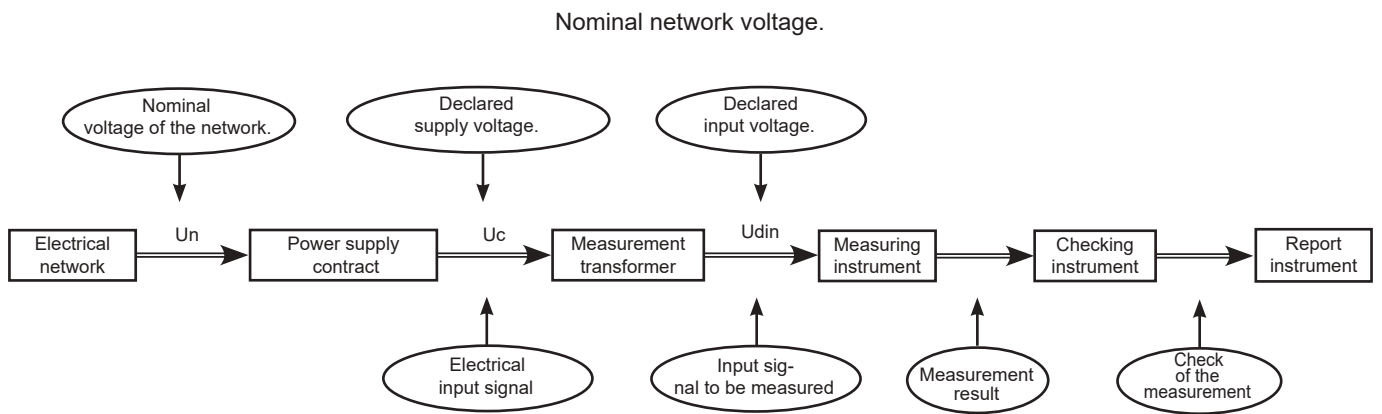 Nominal network voltage.
Nominal
voltage of the network.
Declared
supply voltage.
Declared
input voltage.
Un
Uc
Udin
Electrical
network
Power supply
contract
Measurement
transformer
Measuring
instrument
Checking
instrument
Report
instrument
Electrical
input signal
Input sig-
nal to be measured
Measurement
result
Check
of the
measurement